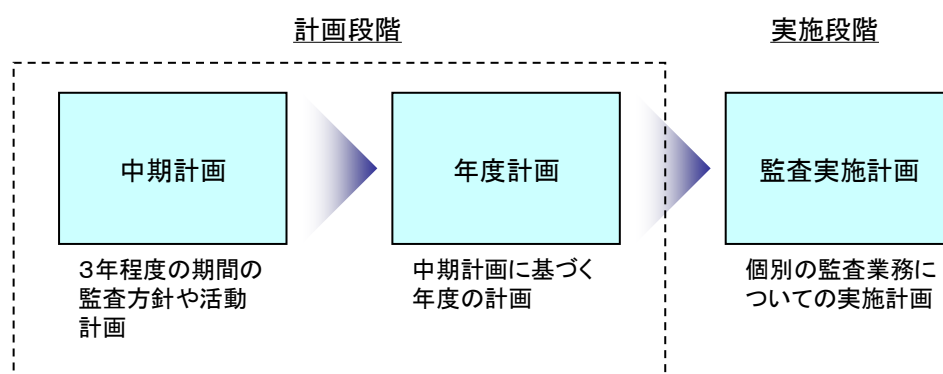 計画段階
実施段階
中期計画
年度計画
監査実施計画
３年程度の期間の
監査方針や活動
計画
中期計画に基づく
年度の計画
個別の監査業務に
ついての実施計画